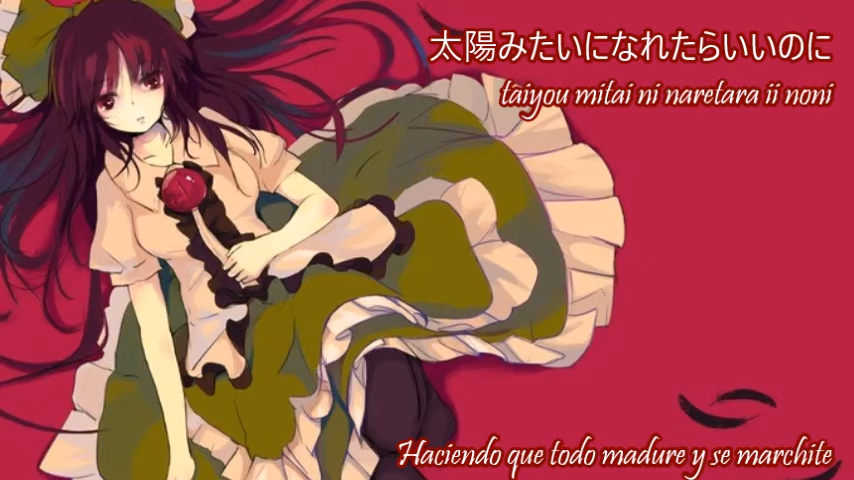 太陽みたいになれたらいいのに
taiyou mitai ni naretara ii noni
Haciendo que todo madure y se marchite